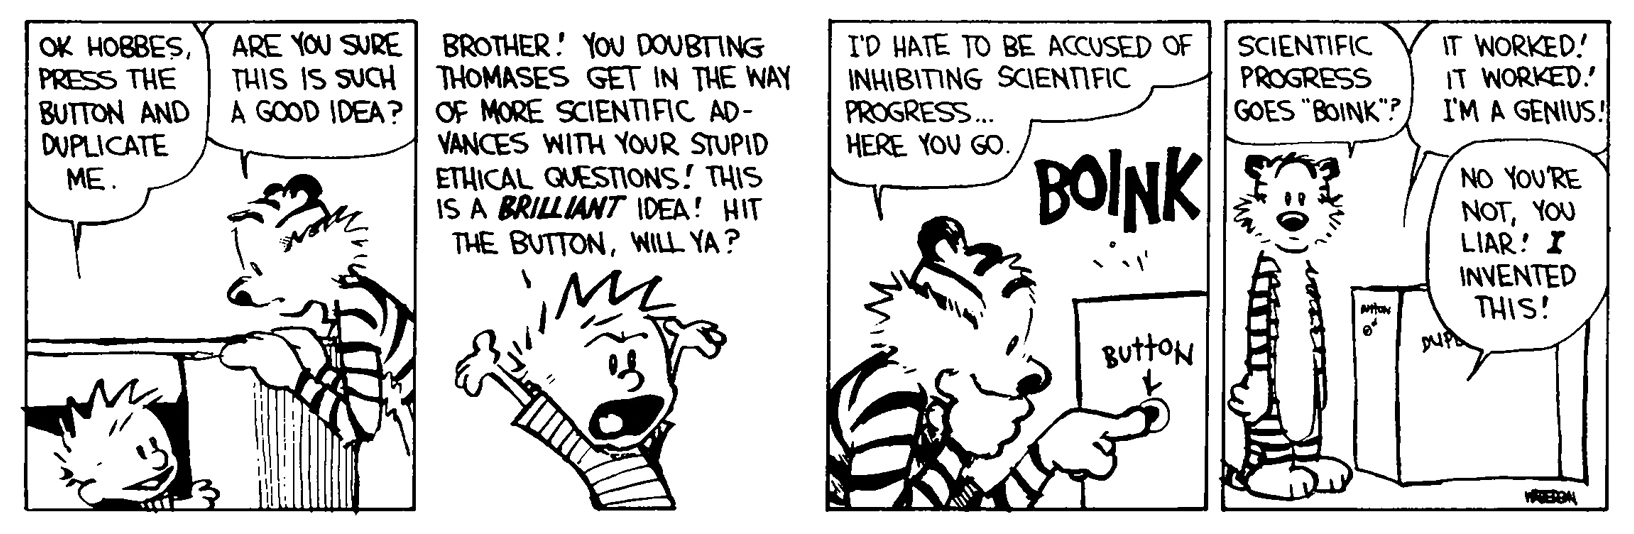 OK HOBBES,
PRESS THE
BUTTON AND
DUPLICATE
ME.
ARE YOU SURE
THIS IS SUCH
A GOOD IDEA?
BROTHER! YOU DOUBTING
THOMASES GET IN THE WAY
OF MORE SCIENTIFIC AD-
VANCES WITH YOUR STUPID
ETHICAL QUESTIONS! THIS
IS A BRILLIANT IDEA! HIT
THE BUTTON, WILL YA?
I'D HATE TO BE ACCUSED OF
INHIBITING SCIENTIFIC
PROGRESS...
HERE YOU GO.
BOINK
BUTTON
SCIENTIFIC
PROGRESS
GOES "BOINK"?
IT WORKED!
IT WORKED!
I'M A GENIUS!
NO YOU'RE
NOT, YOU
LIAR! I
INVENTED
THIS!
BUTTON
DUPL
WATTERSON